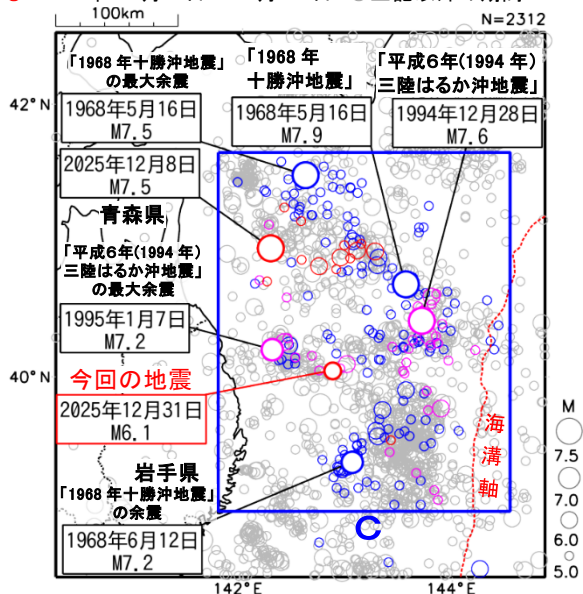 100km
N=2312
「1968 年十勝沖地震」
の最大余震
1968年5月16日
M7.5
「1968 年
十勝沖地震」
1968年5月16日
M7.9
「平成6年(1994 年)
三陸はるか沖地震」
1994年12月28日
M7.6
42°N
2025年12月8日
M7.5
青森県
「平成6年(1994 年)
三陸はるか沖地震」
の最大余震
1995年1月7日
M7.2
40°N
今回の地震
2025年12月31日
M6.1
岩手県
「1968 年十勝沖地震」
の余震
1968年6月12日
M7.2
C
海溝軸
M
7.5
7.0
6.0
5.0
142°E
144°E